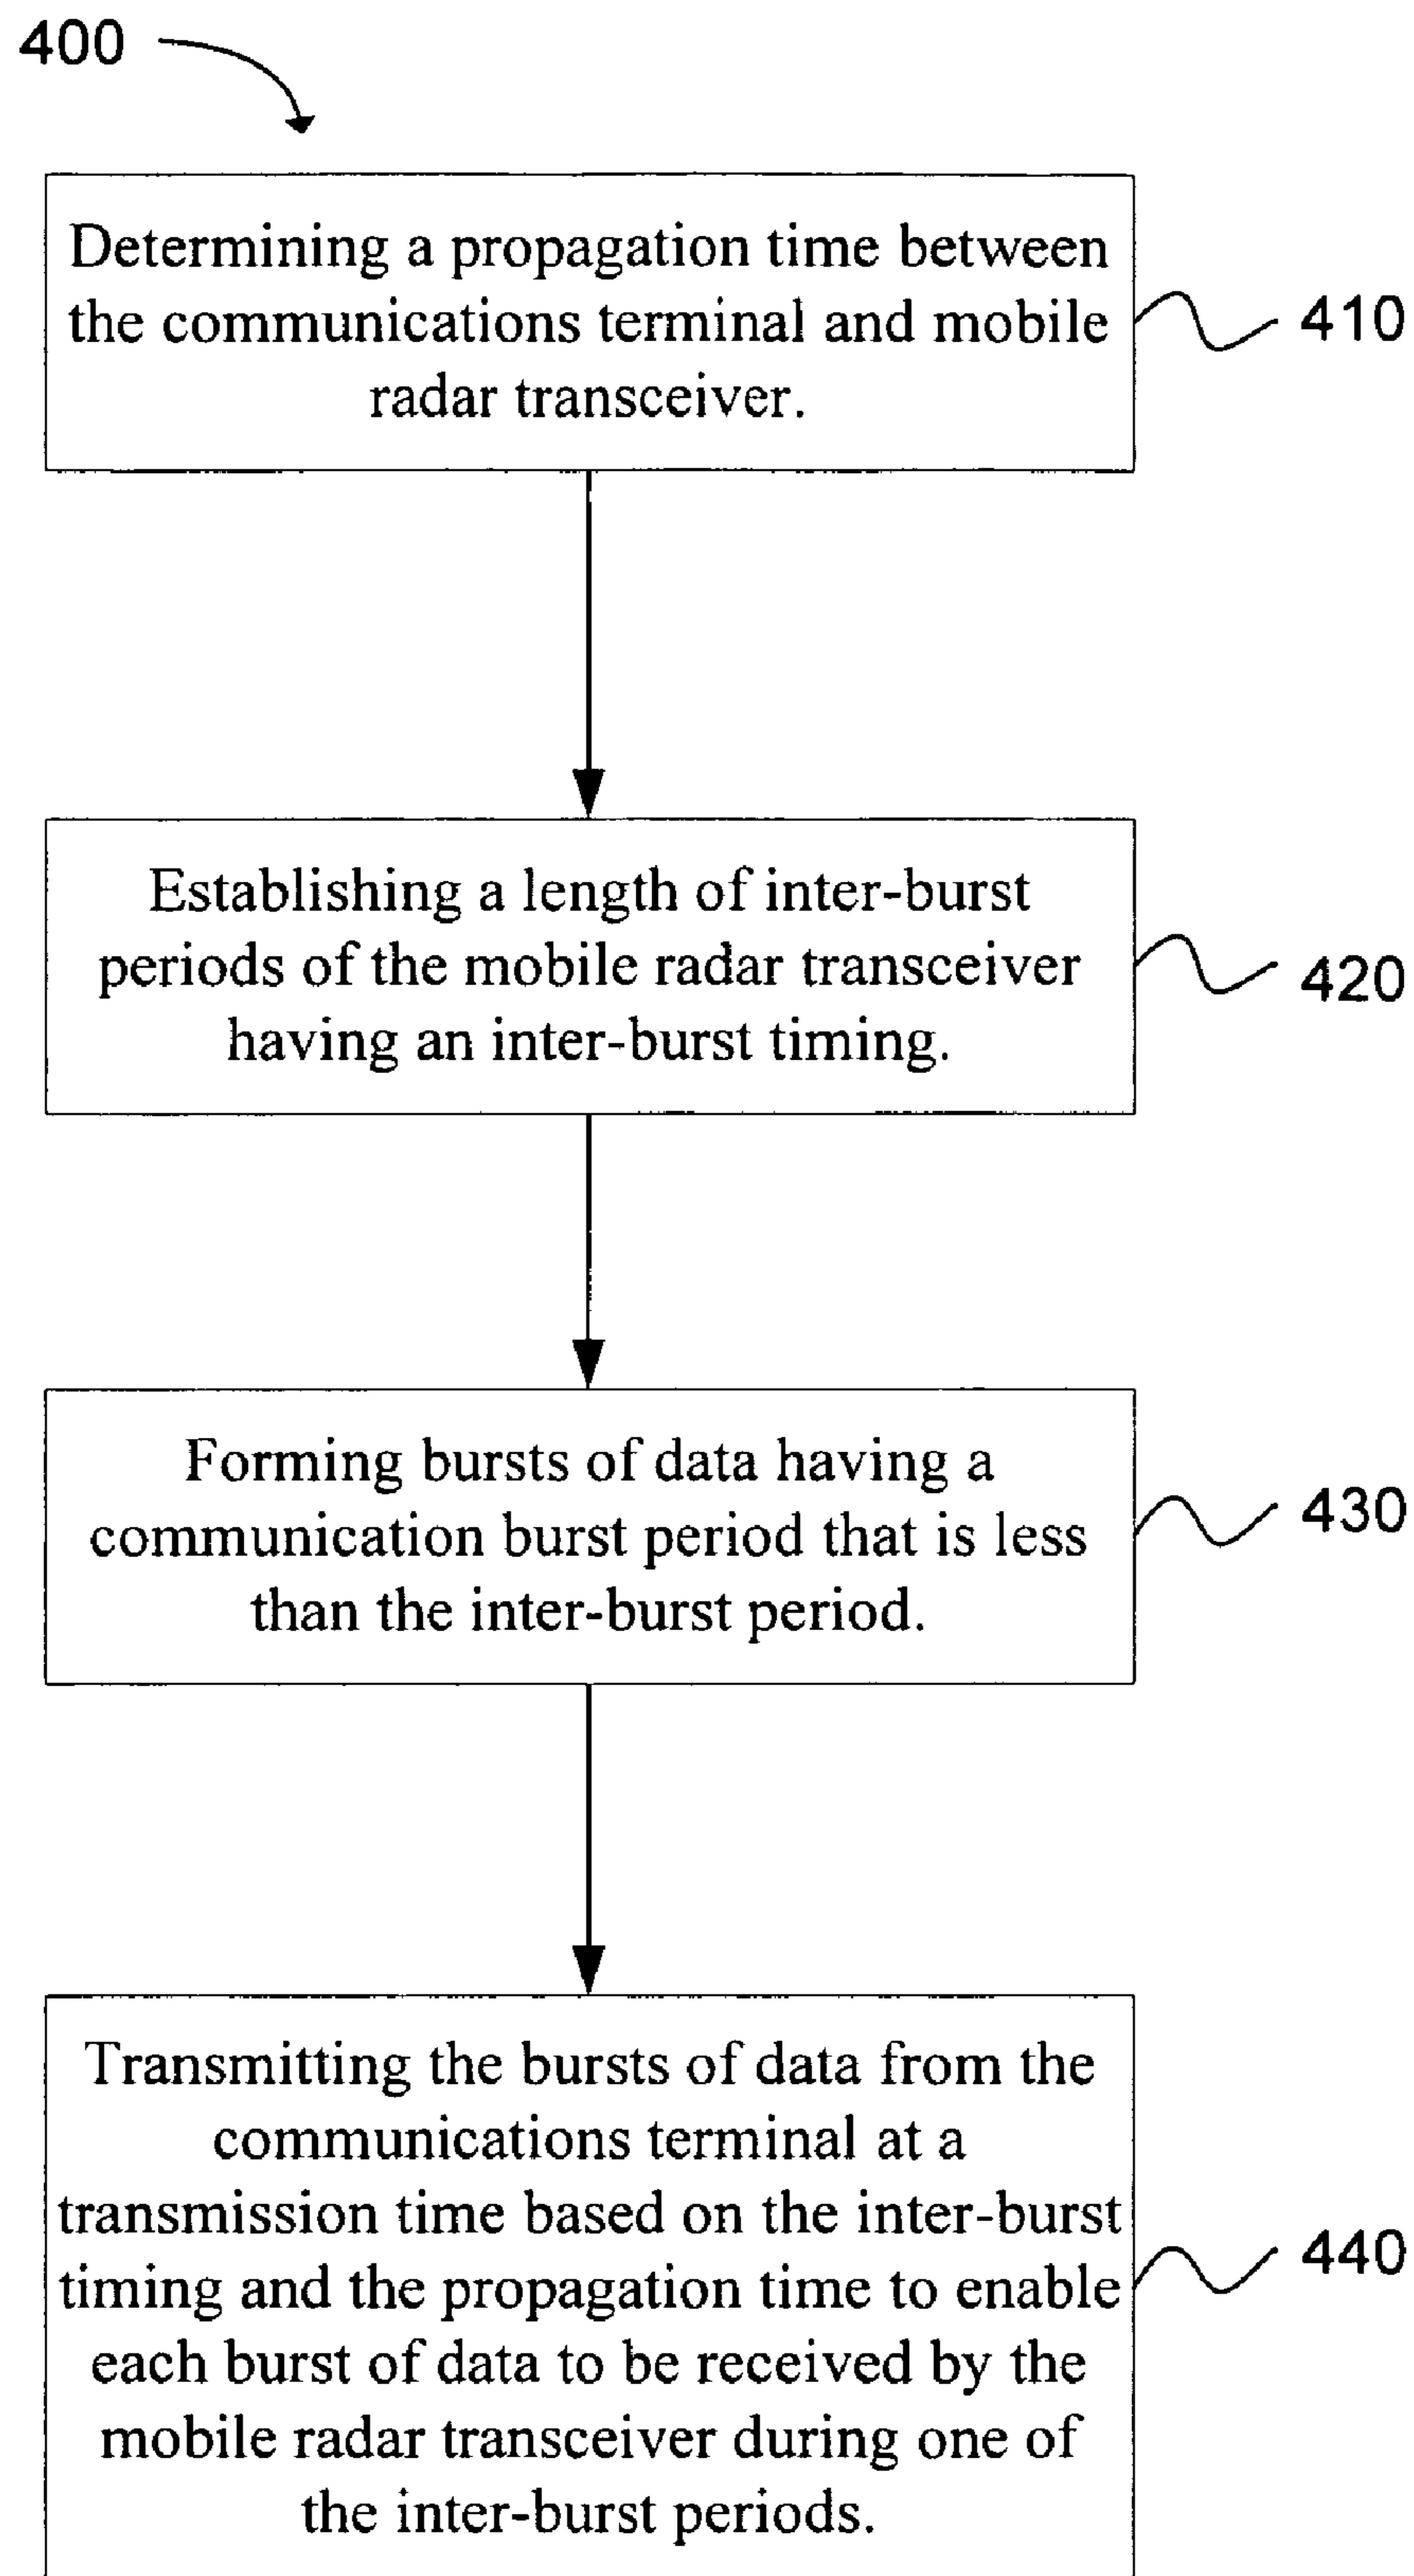 400
Determining a propagation time between
the communications terminal and mobile
radar transceiver.
410
Establishing a length of inter-burst
periods of the mobile radar transceiver
having an inter-burst timing.
420
Forming bursts of data having a
communication burst period that is less
than the inter-burst period.
430
Transmitting the bursts of data from the
communications terminal at a
transmission time based on the inter-burst
timing and the propagation time to enable
each burst of data to be received by the
mobile radar transceiver during one of
the inter-burst periods.
440